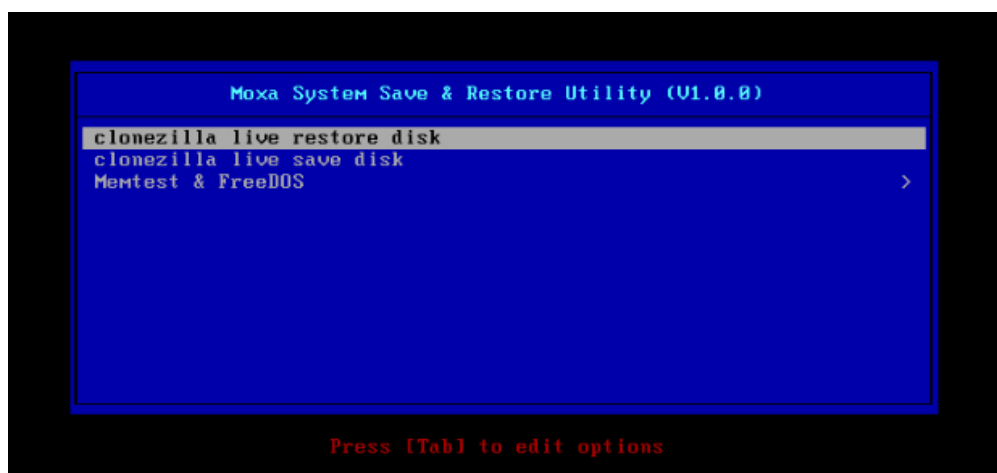 Moxa System Save & Restore Utility (V1.0.0)
clonezilla live restore disk
clonezilla live save disk
Memtest & FreeDOS >
Press [Tab] to edit options